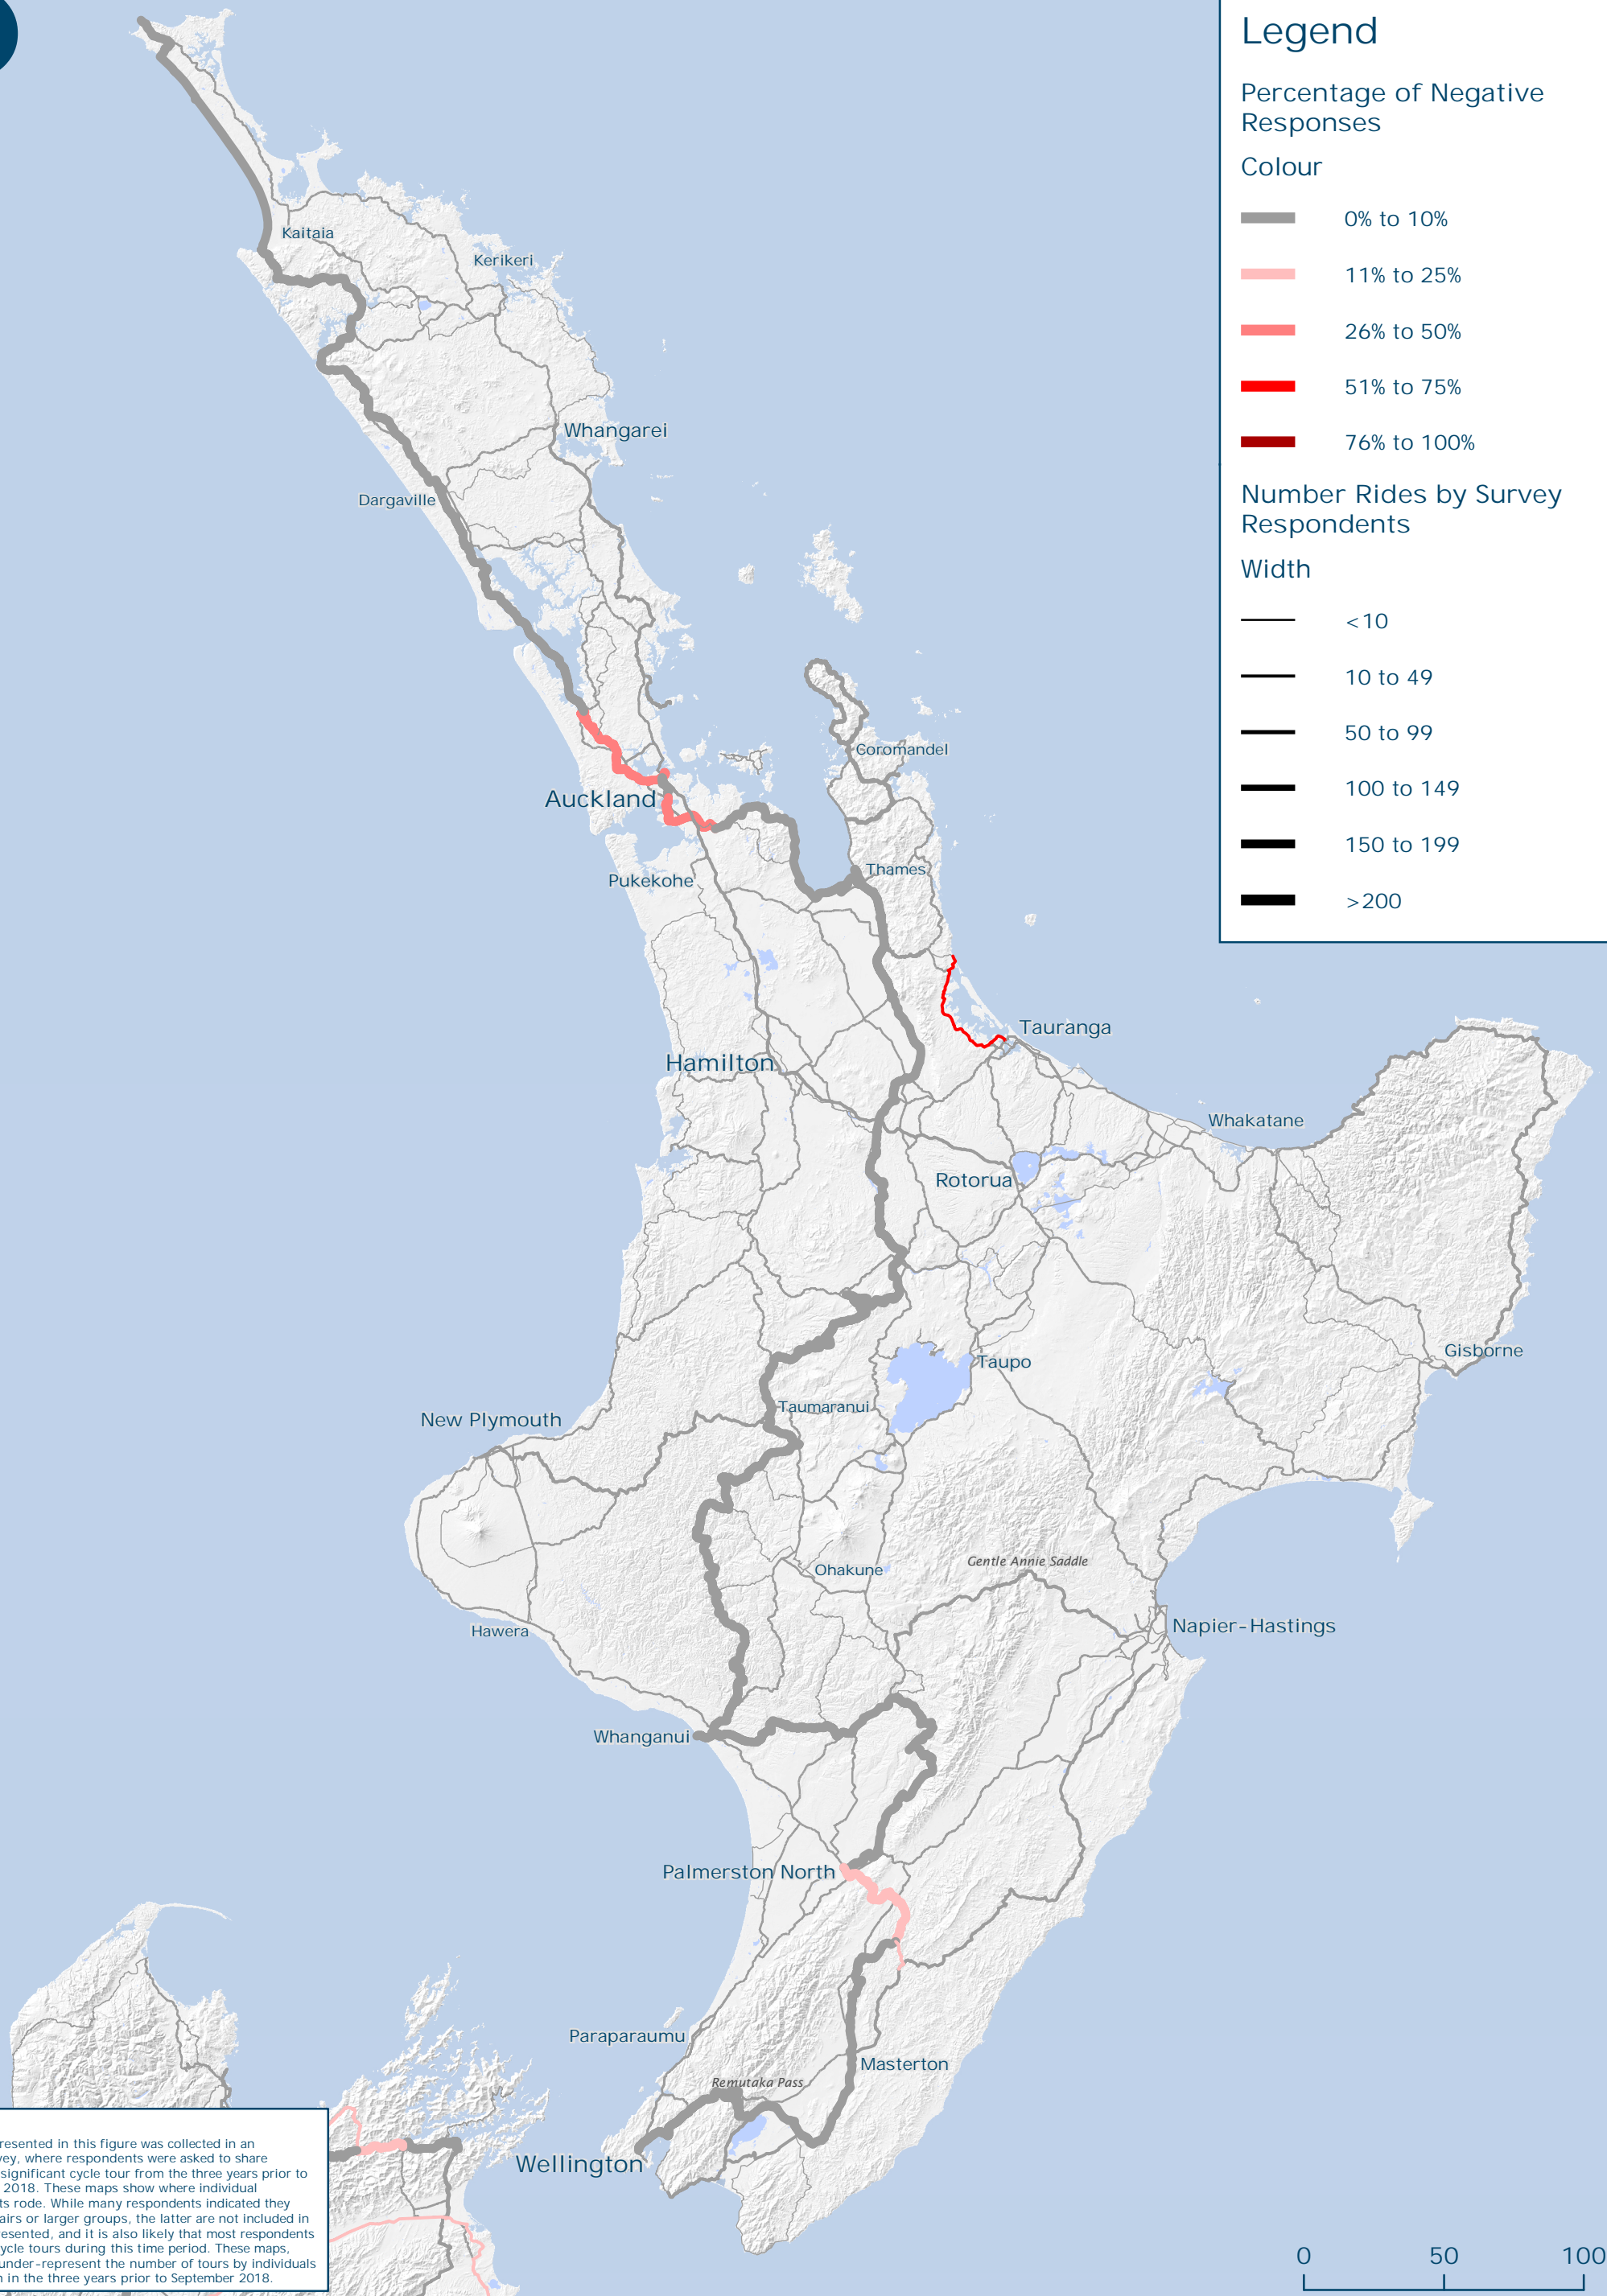 Legend
Percentage of Negative
Responses
Colour
0% to 10%
11% to 25%
26% to 50%
51% to 75%
76% to 100%
Number Rides by Survey
Respondents
Width
<10
10 to 49
50 to 99
100 to 149
150 to 199
>200
Kaitaia
Kerikeri
Whangarei
Dargaville
Coromandel
Auckland
Thames
Pukekohe
Tauranga
Hamilton
Whakatane
Rotorua
Gisborne
Taupo
Taumaranui
New Plymouth
Gentle Annie Saddle
Ohakune
Napier-Hastings
Hawera
Whanganui
Palmerston North
Paraparaumu
Masterton
Remutaka Pass
Wellington
resented in this figure was collected in an
vey, where respondents were asked to share
significant cycle tour from the three years prior to
2018. These maps show where individual
ts rode. While many respondents indicated they
airs or larger groups, the latter are not included in
resented, and it is also likely that most respondents
cycle tours during this time period. These maps,
under-represent the number of tours by individuals
n in the three years prior to September 2018.
0 50 100